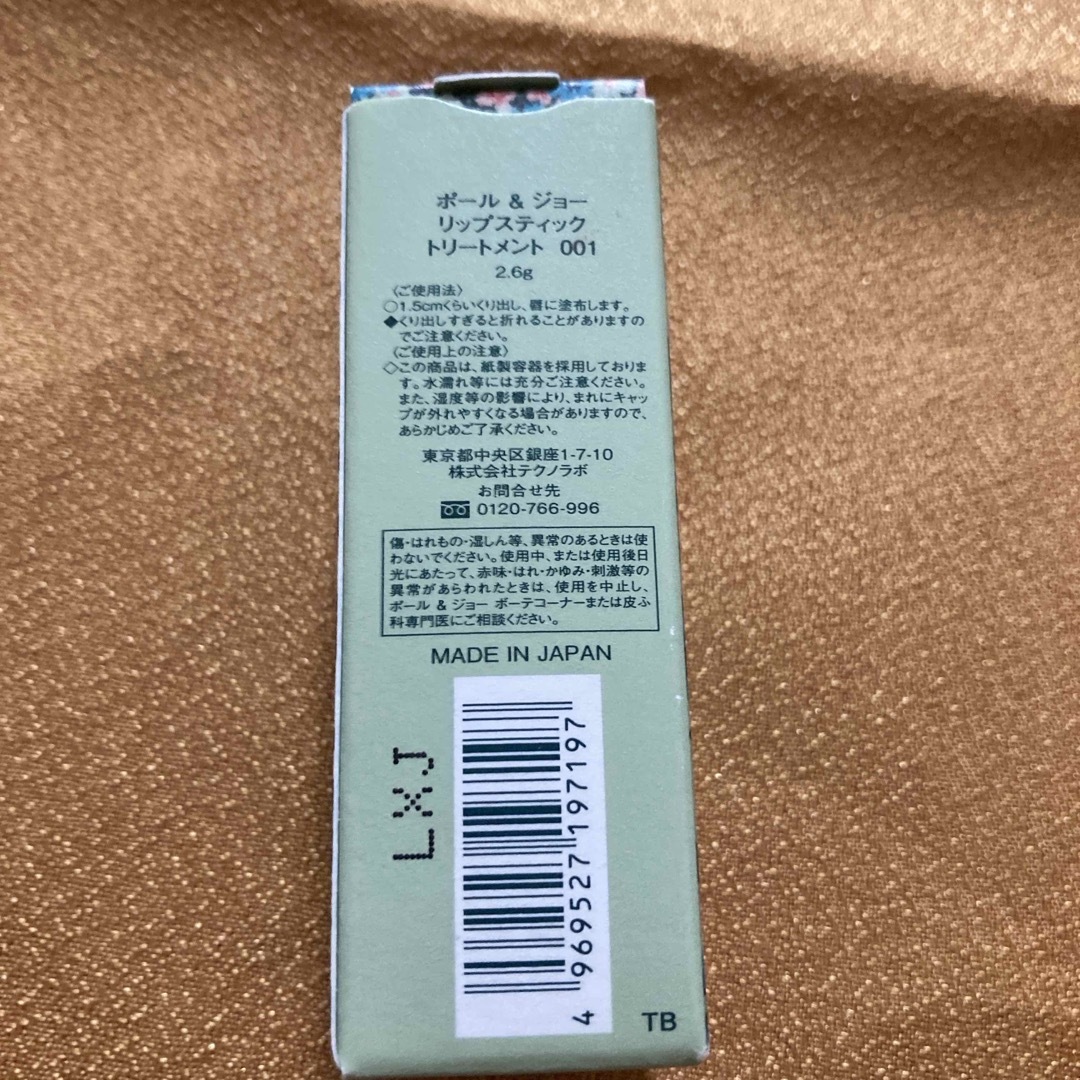 ポール & ジョー
リップスティック
トリートメント 001
2.6g
〈ご使用法〉
○1.5cmくらいくり出し、唇に塗布します。
◆くり出しすぎると折れることがありますの
でご注意ください。
〈ご使用上の注意〉
◇この商品は、紙製容器を採用しておりま
す。水濡れ等には充分ご注意ください。
また、湿度等の影響により、まれにキャッ
プが外れやすくなる場合がありますので、
あらかじめご了承ください。
東京都中央区銀座1-7-10
株式会社テクノラボ
お問合せ先
0120-766-996
傷・はれもの・湿しん等、異常のあるときは使
わないでください。使用中、または使用後日
光にあたって、赤味・はれ・かゆみ・刺激等の
異常があらわれたときは、使用を中止し、
ポール & ジョー ボーテコーナーまたは皮ふ
科専門医にご相談ください。
MADE IN JAPAN
LXJ
4 969527 197197
TB